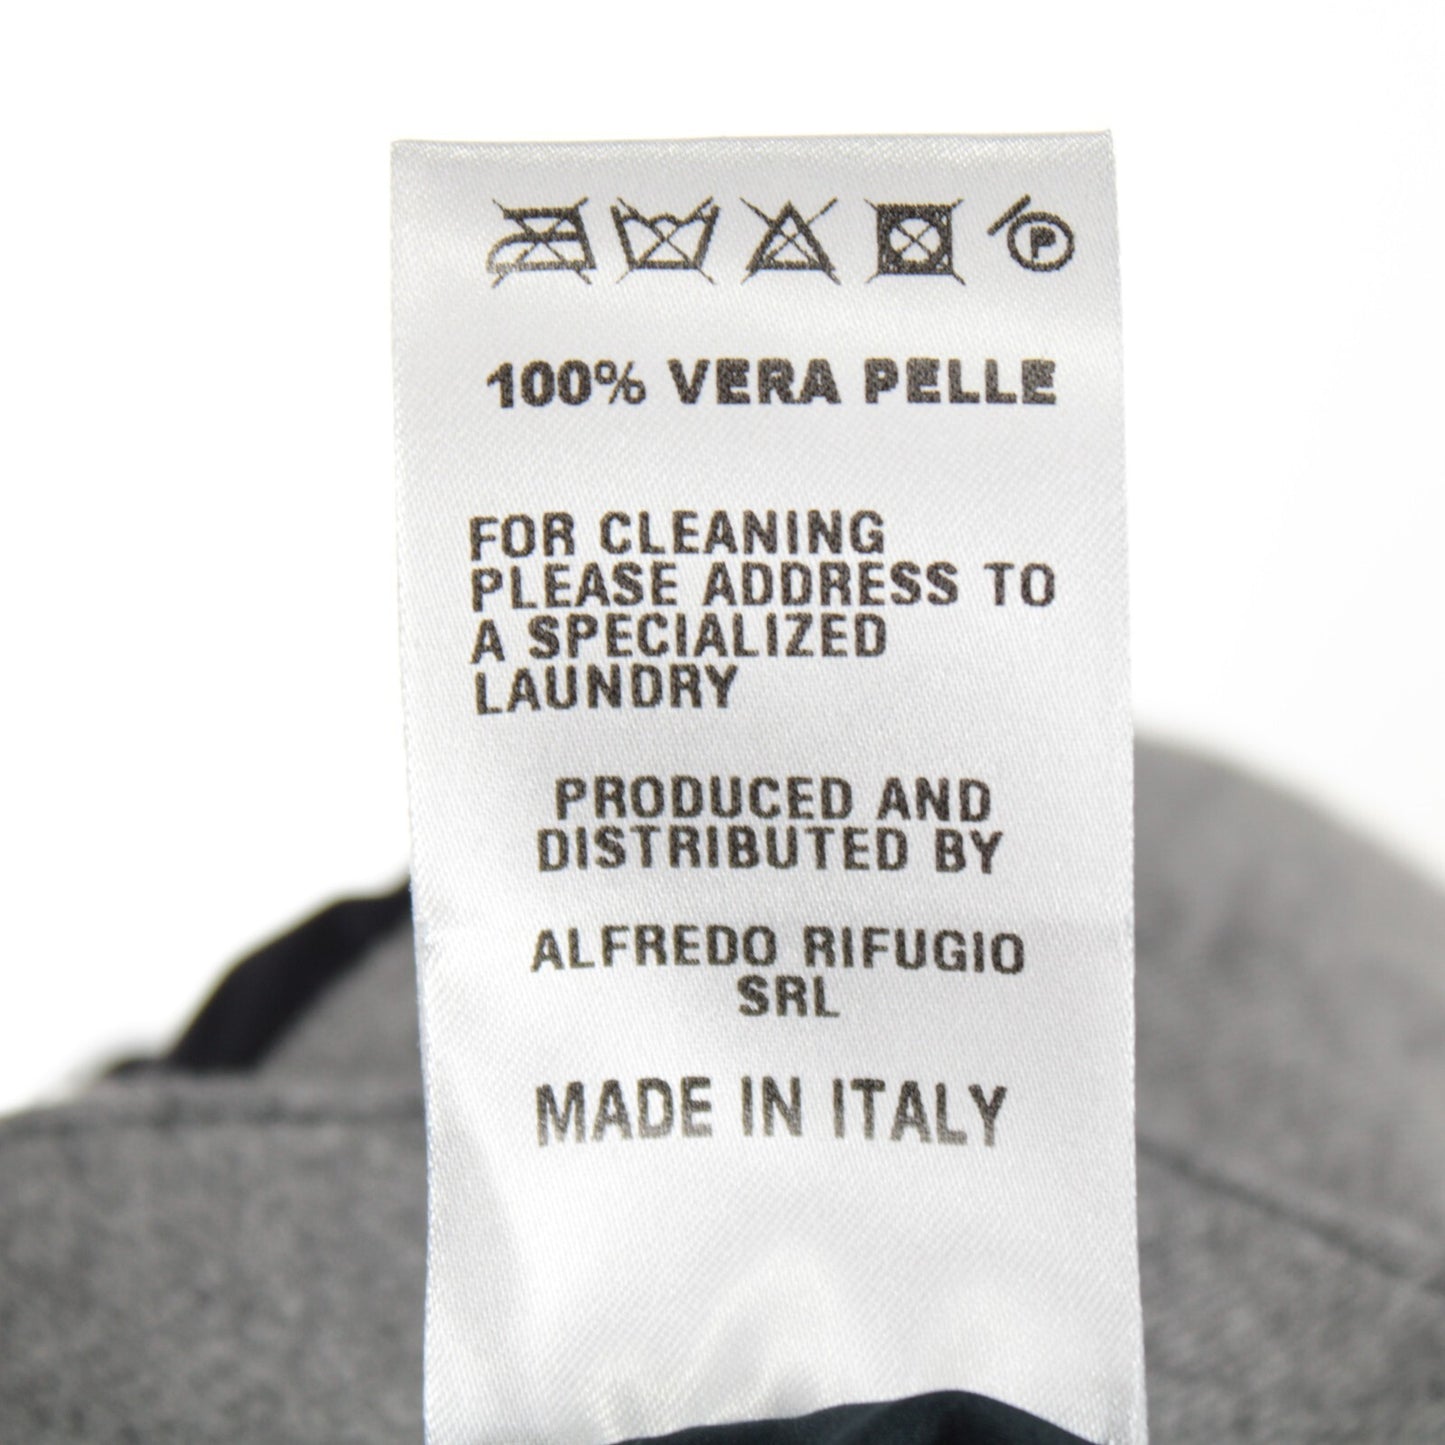 P
100% VERA PELLE
FOR CLEANING
PLEASE ADDRESS TO
A SPECIALIZED
LAUNDRY
PRODUCED AND
DISTRIBUTED BY
ALFREDO RIFUGIO
SRL
MADE IN ITALY